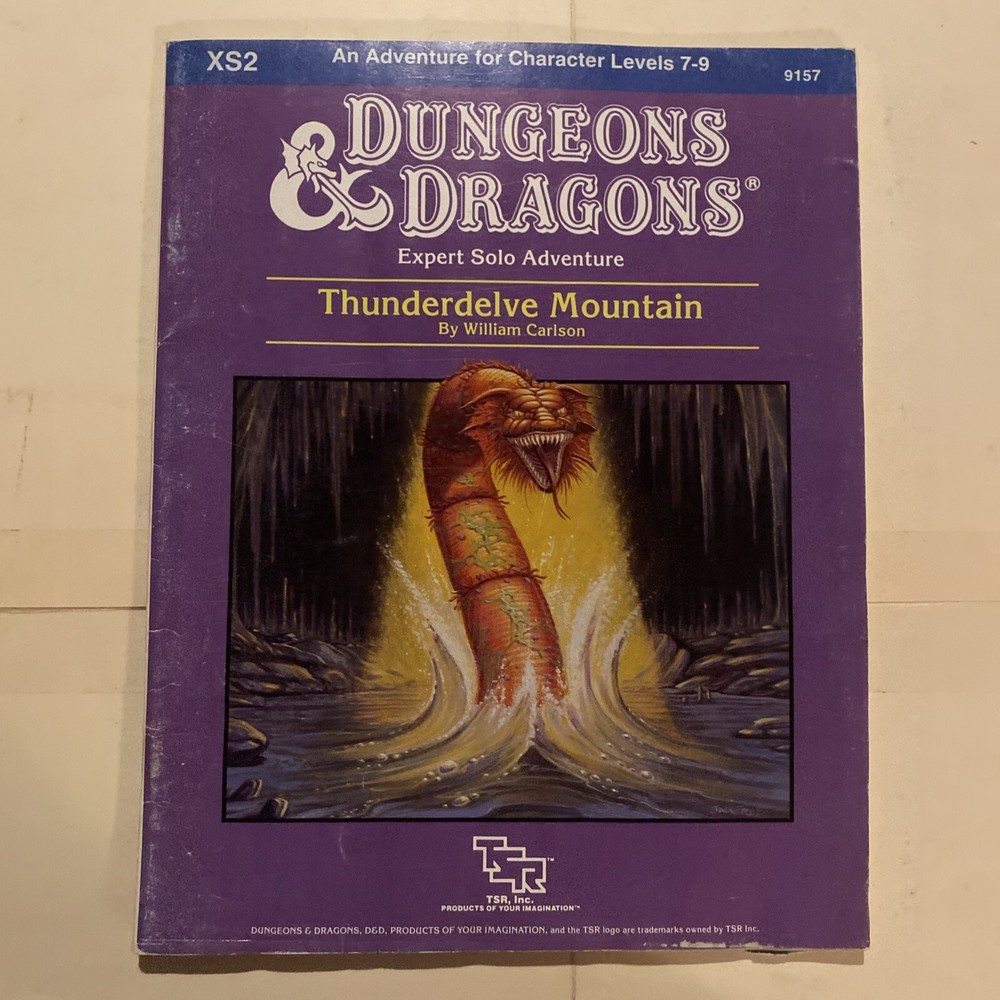 XS2
An Adventure for Character Levels 7-9
9157
DUNGEONS
& DRAGONS®
Expert Solo Adventure
Thunderdelve Mountain
By William Carlson
TSR™
TSR, Inc.
PRODUCTS OF YOUR IMAGINATION™
DUNGEONS & DRAGONS, D&D, PRODUCTS OF YOUR IMAGINATION, and the TSR logo are trademarks owned by TSR Inc.